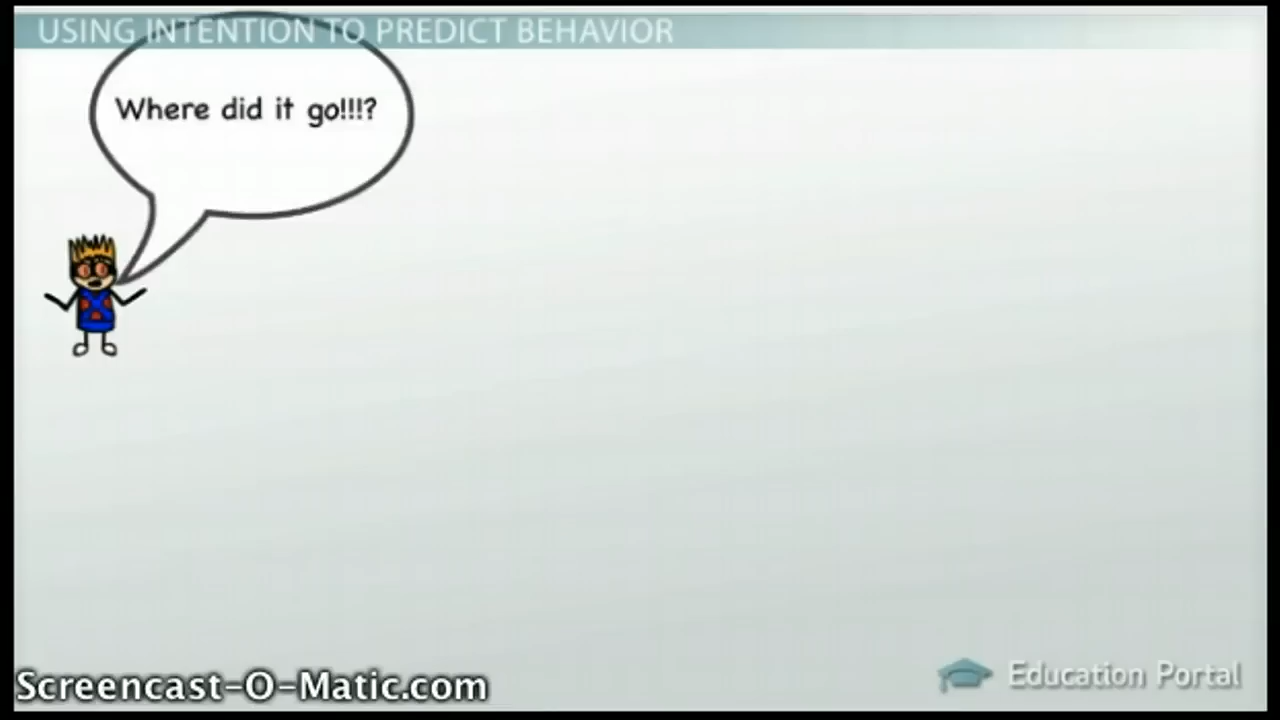 USING INTENTION TO PREDICT BEHAVIOR
Where did it go!!!?
Screencast-O-Matic.com
Education Portal